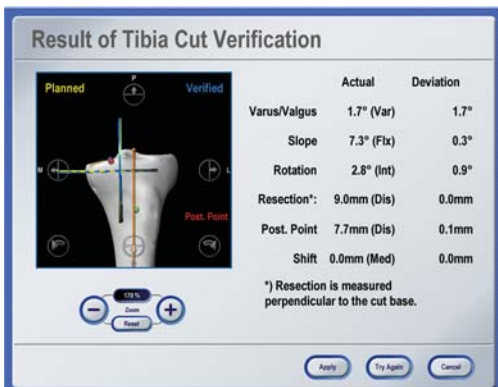 Result of Tibia Cut Verification
Planned
Verified
P
M
L
Post. Point
178 %
Zoom
Reset
Actual Deviation
Varus/Valgus 1.7° (Var) 1.7°
Slope 7.3° (Flx) 0.3°
Rotation 2.8° (Int) 0.9°
Resection*: 9.0mm (Dis) 0.0mm
Post. Point 7.7mm (Dis) 0.1mm
Shift 0.0mm (Med) 0.0mm
*) Resection is measured
perpendicular to the cut base.
Apply Try Again Cancel